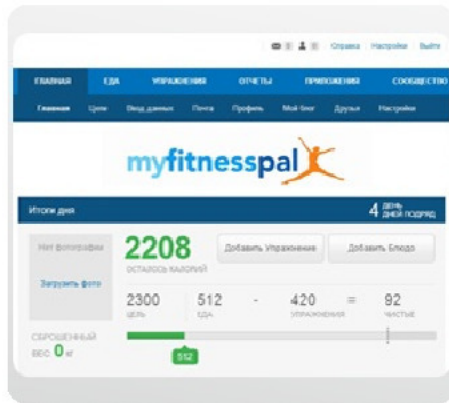 Справка Настройки Выйти
ГЛАВНАЯ ЕДА УПРАЖНЕНИЯ ОТЧЕТЫ ПРИЛОЖЕНИЯ СООБЩЕСТВО
Главная Цели Ввод данных Почта Профиль Мой блог Друзья Настройки
myfitnesspal
Итоги дня 4 ДЕНЬ ДНЕЙ ПОДРЯД
Нет фотографии
Загрузить фото
2208
ОСТАЛОСЬ КАЛОРИЙ
Добавить Упражнение Добавить Блюдо
2300 512 - 420 = 92
ЦЕЛЬ ЕДА УПРАЖНЕНИЯ ЧИСТЫЕ
СБРОШЕННЫЙ
ВЕС: 0 кг
512